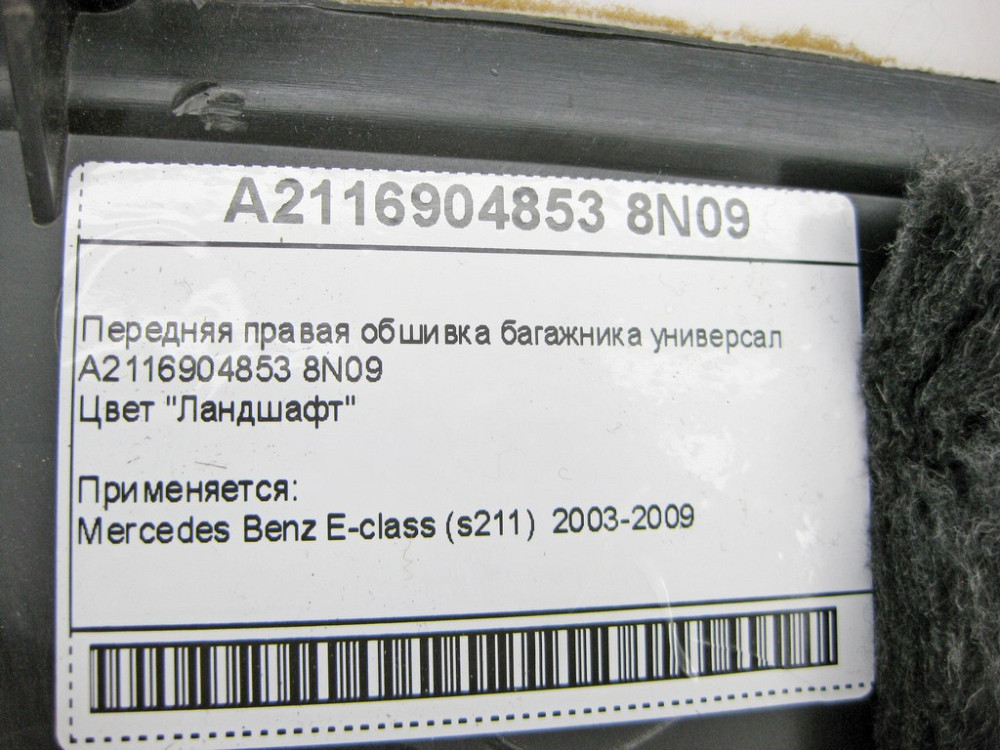 A2116904853 8N09
Передняя правая обшивка багажника универсал
A2116904853 8N09
Цвет "Ландшафт"
Применяется:
Mercedes Benz E-class (s211) 2003-2009